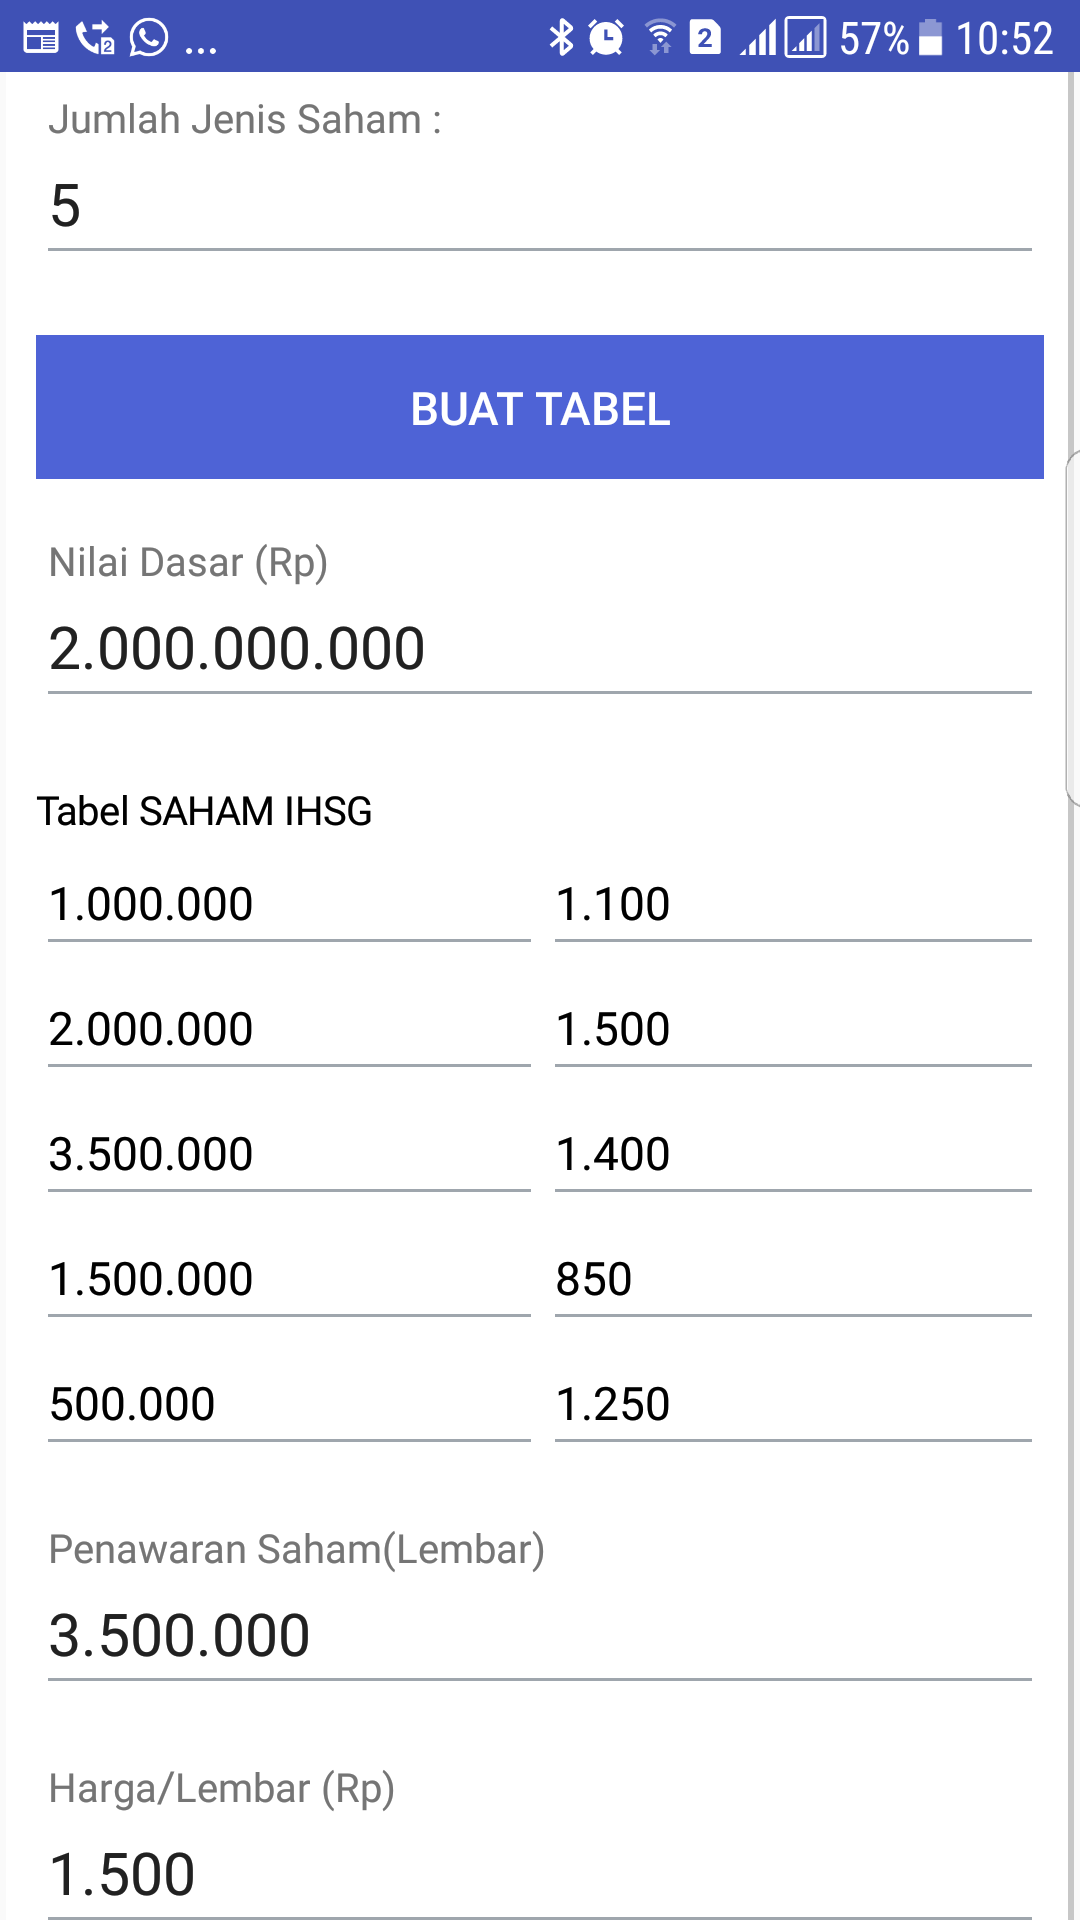 ... 2 57% 10:52
Jumlah Jenis Saham :
5
BUAT TABEL
Nilai Dasar (Rp)
2.000.000.000
Tabel SAHAM IHSG
1.000.000 1.100
2.000.000 1.500
3.500.000 1.400
1.500.000 850
500.000 1.250
Penawaran Saham(Lembar)
3.500.000
Harga/Lembar (Rp)
1.500